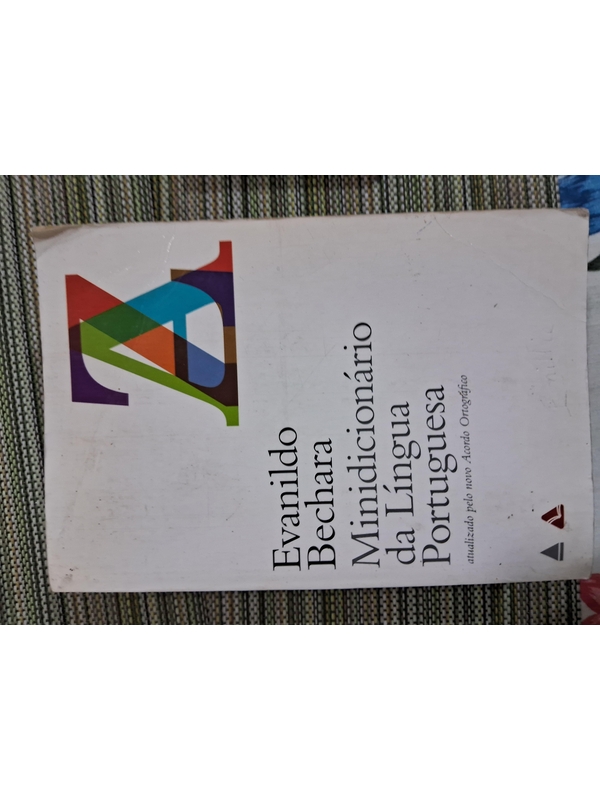 Evanildo
Bechara
Minidicionário
da Língua
Portuguesa
atualizado pelo novo Acordo Ortográfico